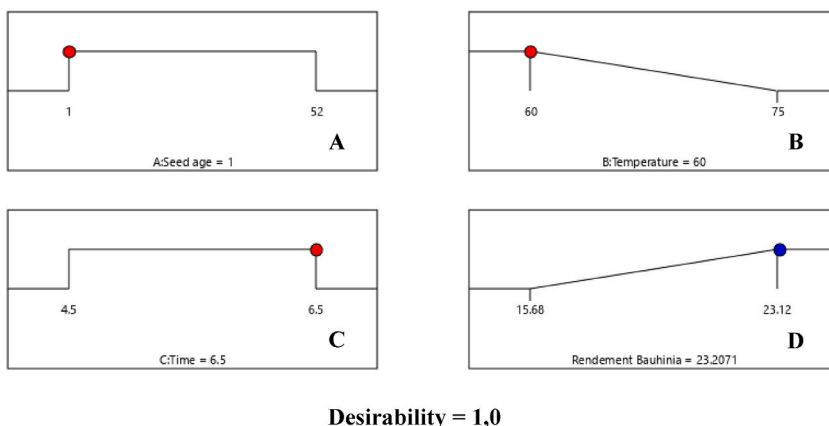 1
52
A
A:Seed age = 1
60
75
B
B:Temperature = 60
4.5
6.5
C
C:Time = 6.5
15.68
23.12
D
Rendement Bauhinia = 23.2071
Desirability = 1,0